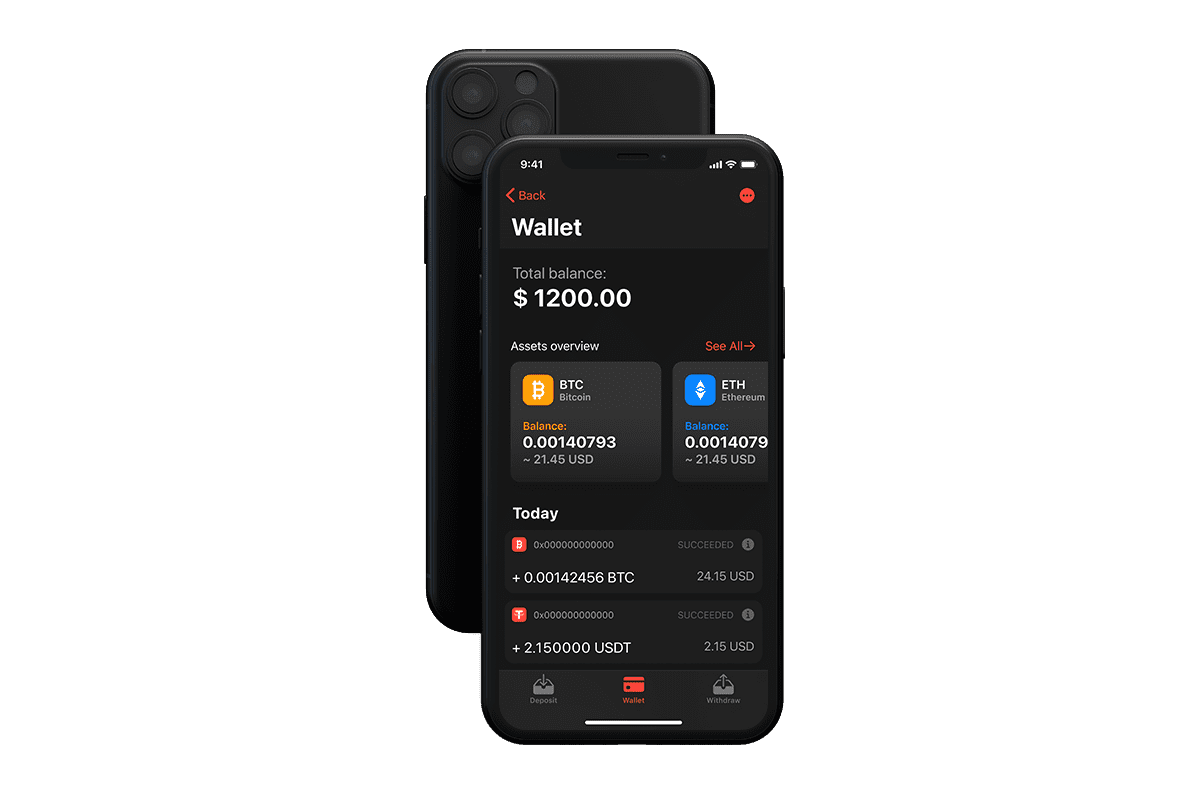 9:41
Back
Wallet
Total balance:
$ 1200.00
Assets overview
See All→
BTC
Bitcoin
Balance:
0.00140793
~ 21.45 USD
ETH
Ethereum
Balance:
0.0014079
~ 21.45 USD
Today
0x000000000000
SUCCEEDED
+ 0.00142456 BTC
24.15 USD
0x000000000000
SUCCEEDED
+ 2.150000 USDT
2.15 USD
Deposit
Wallet
Withdraw